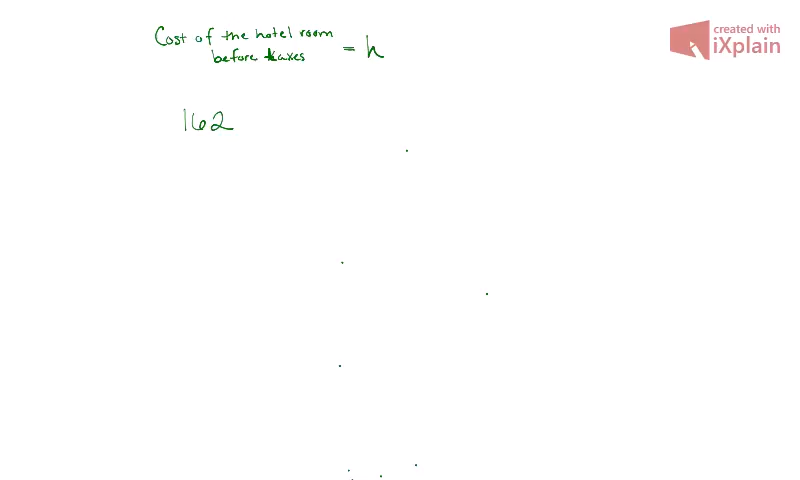 Cost of the hotel room
before taxes = h
162
created with
iXplain